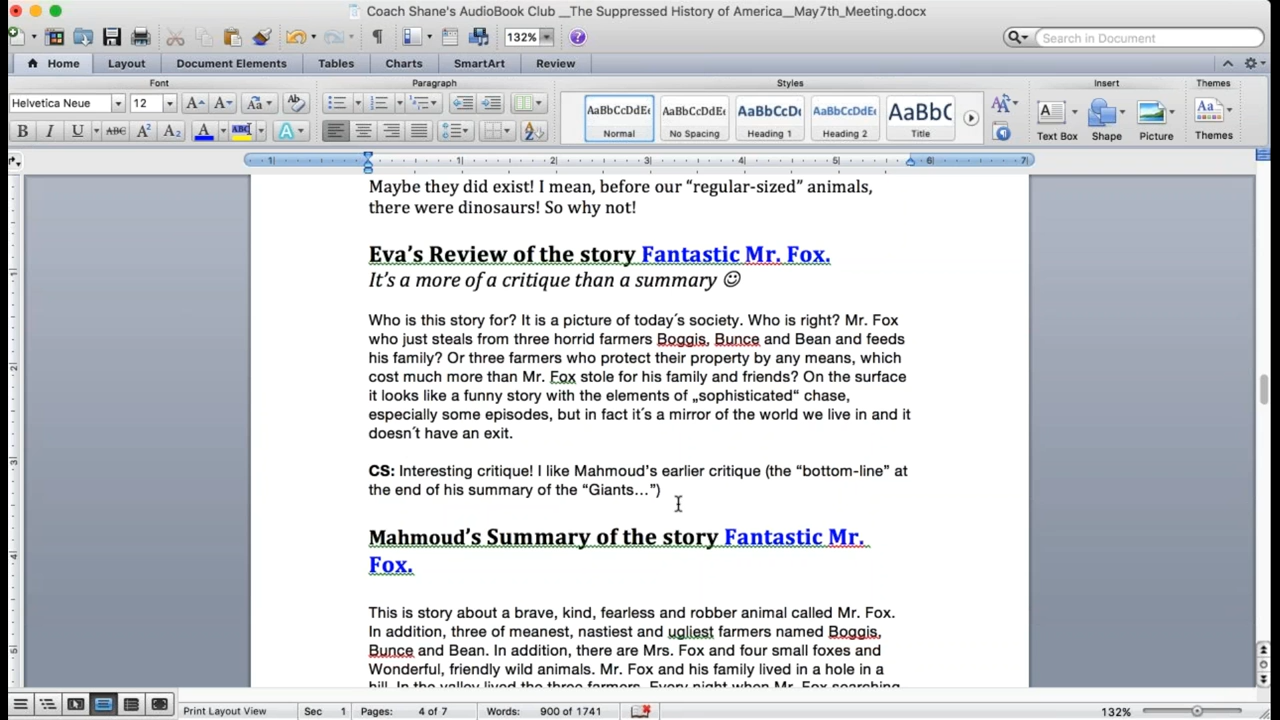 Coach Shane's AudioBook Club __The Suppressed History of America__May7th_Meeting.docx
132%
Search in Document
Home Layout Document Elements Tables Charts SmartArt Review
Font Paragraph Styles Insert Themes
Helvetica Neue 12
AaBbCcDdEe AaBbCcDdEe AaBbCcDc AaBbCcDdEe AaBbC
Normal No Spacing Heading 1 Heading 2 Title Text Box Shape Picture Themes
Maybe they did exist! I mean, before our “regular-sized” animals,
there were dinosaurs! So why not!
Eva’s Review of the story Fantastic Mr. Fox.
It’s a more of a critique than a summary ☺
Who is this story for? It is a picture of today´s society. Who is right? Mr. Fox
who just steals from three horrid farmers Boggis, Bunce and Bean and feeds
his family? Or three farmers who protect their property by any means, which
cost much more than Mr. Fox stole for his family and friends? On the surface
it looks like a funny story with the elements of „sophisticated“ chase,
especially some episodes, but in fact it´s a mirror of the world we live in and it
doesn´t have an exit.
CS: Interesting critique! I like Mahmoud’s earlier critique (the “bottom-line” at
the end of his summary of the “Giants…”)
Mahmoud’s Summary of the story Fantastic Mr.
Fox.
This is story about a brave, kind, fearless and robber animal called Mr. Fox.
In addition, three of meanest, nastiest and ugliest farmers named Boggis,
Bunce and Bean. In addition, there are Mrs. Fox and four small foxes and
Wonderful, friendly wild animals. Mr. Fox and his family lived in a hole in a
hill. In the valley lived the three farmers. Every night when Mr. Fox searching
Print Layout View Sec 1 Pages: 4 of 7 Words: 900 of 1741 132%